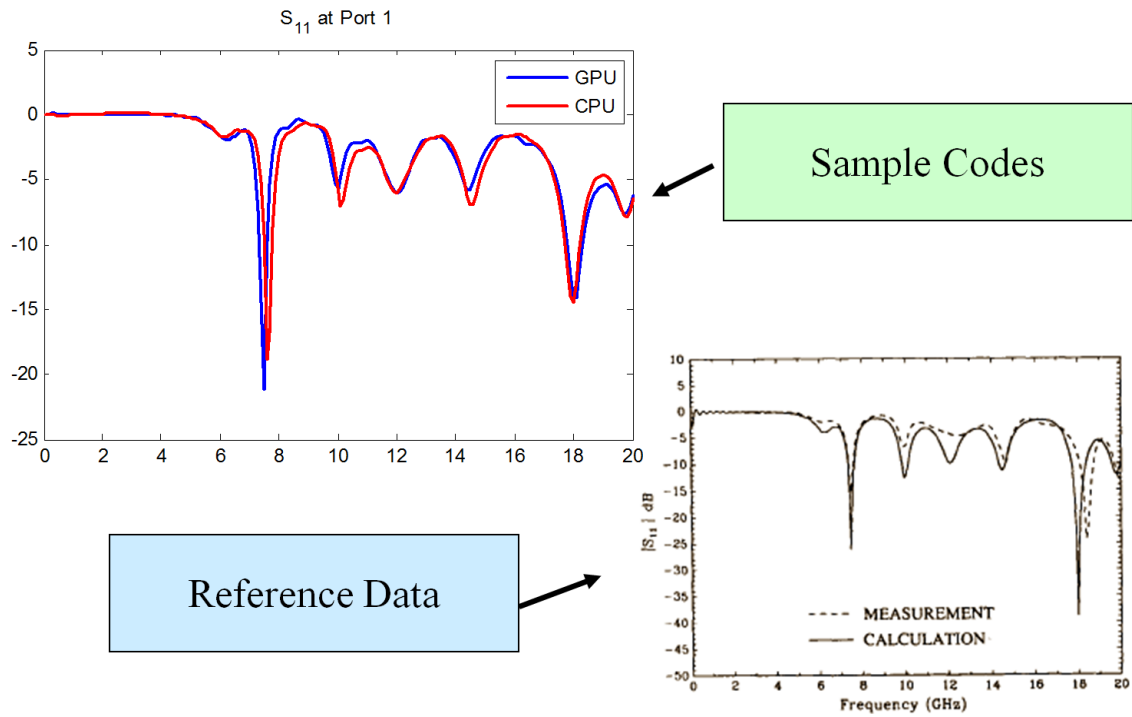 S11 at Port 1
5
0
-5
-10
-15
-20
-25
0 2 4 6 8 10 12 14 16 18 20
GPU
CPU
Sample Codes
Reference Data
10
5
0
-5
-10
-15
-20
-25
-30
-35
-40
-45
-50
|S11| dB
MEASUREMENT
CALCULATION
0 2 4 6 8 10 12 14 16 18 20
Frequency (GHz)